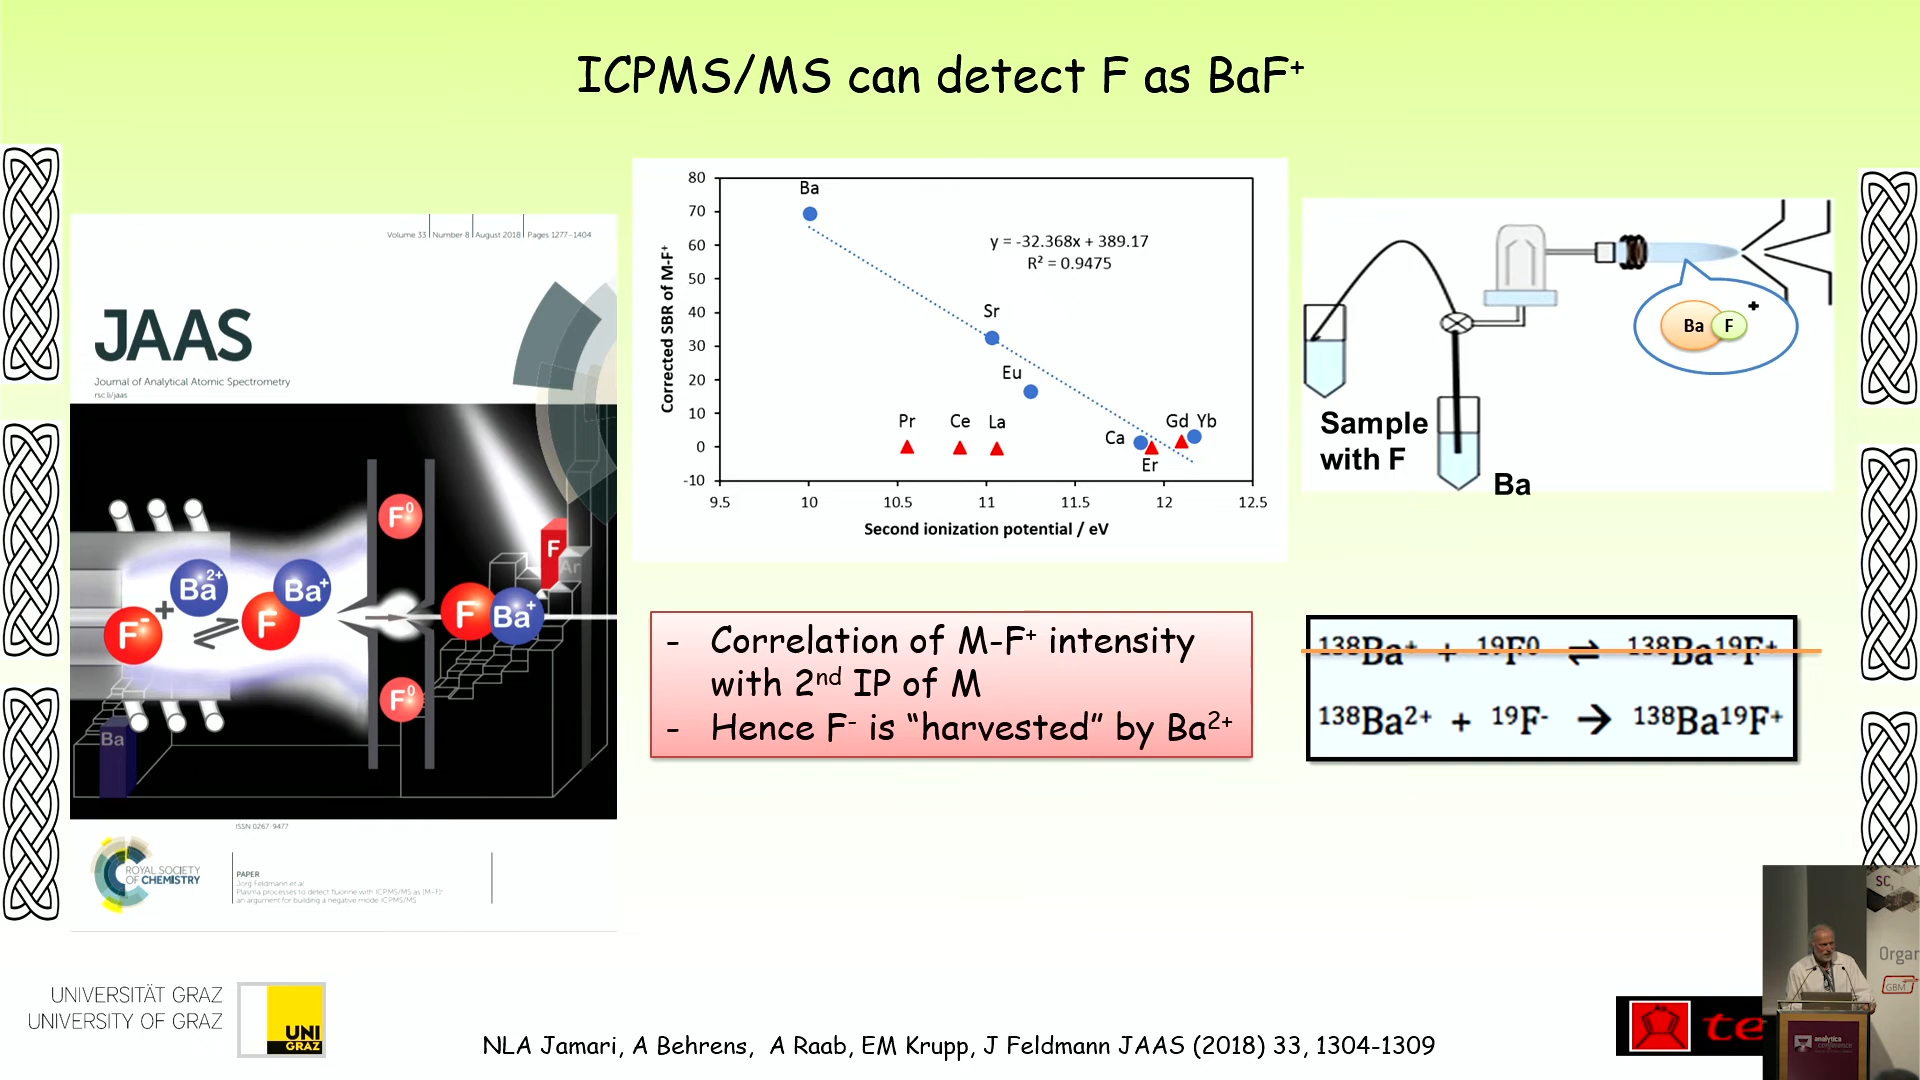 ICPMS/MS can detect F as BaF⁺
Volume 33 | Number 8 | August 2018 | Pages 1277–1404
JAAS
Journal of Analytical Atomic Spectrometry
rsc.li/jaas
F⁰
F
Ar
Ba²⁺
Ba⁺
F⁻
+
F
F
Ba⁺
F⁰
Ba
ISSN 0267-9477
ROYAL SOCIETY
OF CHEMISTRY
PAPER
Jörg Feldmann et al.
Plasma processes to detect fluorine with ICPMS/MS as [M–F]⁺
an argument for building a negative mode ICPMS/MS
Corrected SBR of M-F⁺
80
70
60
50
40
30
20
10
0
-10
Ba
y = -32.368x + 389.17
R² = 0.9475
Sr
Eu
Pr
Ce
La
Ca
Er
Gd
Yb
9.5
10
10.5
11
11.5
12
12.5
Second ionization potential / eV
Ba
F
+
Sample
with F
Ba
- Correlation of M-F⁺ intensity
with 2nd IP of M
- Hence F⁻ is “harvested” by Ba²⁺
¹³⁸Ba⁺ + ¹⁹F⁰ ⇌ ¹³⁸Ba¹⁹F⁺
¹³⁸Ba²⁺ + ¹⁹F⁻ → ¹³⁸Ba¹⁹F⁺
UNIVERSITÄT GRAZ
UNIVERSITY OF GRAZ
UNI
GRAZ
NLA Jamari, A Behrens, A Raab, EM Krupp, J Feldmann JAAS (2018) 33, 1304-1309
te
SC
Organ
GBM
analytica
conference